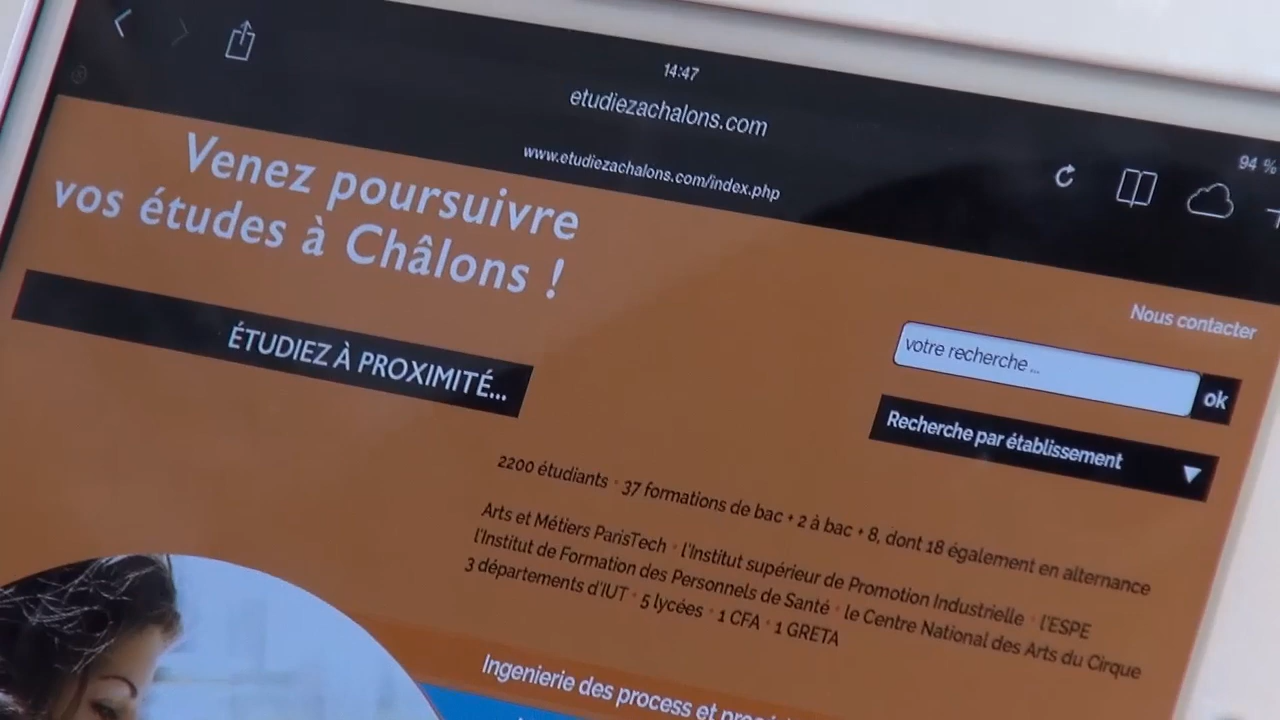 14:47
etudiezachalons.com
94 %
www.etudiezachalons.com/index.php
Venez poursuivre
vos études à Châlons !
Nous contacter
votre recherche ...
ok
ÉTUDIEZ À PROXIMITÉ...
Recherche par établissement
2200 étudiants • 37 formations de bac + 2 à bac + 8, dont 18 également en alternance
Arts et Métiers ParisTech • l'Institut supérieur de Promotion Industrielle • l'ESPE
l'Institut de Formation des Personnels de Santé • le Centre National des Arts du Cirque
3 départements d'IUT • 5 lycées • 1 CFA • 1 GRETA
Ingenierie des process et